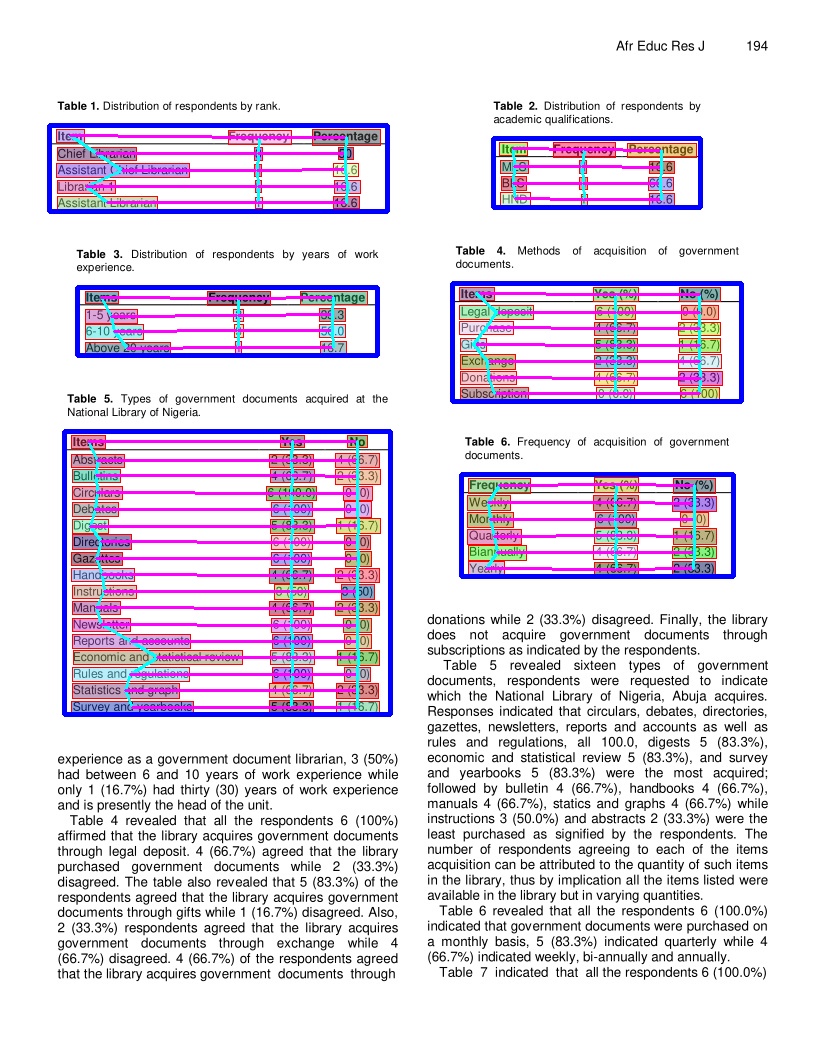 Afr Educ Res J 194
Table 1. Distribution of respondents by rank.
Item Frequency Percentage
Chief Librarian
Assistant Chief Librarian 16.6
Librarian 1 16.6
Assistant Librarian 16.6
Table 3. Distribution of respondents by years of work
experience.
Items Frequency Percentage
1-5 years 33.3
6-10 years 50.0
Above 20 years 16.7
Table 5. Types of government documents acquired at the
National Library of Nigeria.
Items Yes No
Abstracts 2 (33.3) 4 (66.7)
Bulletins 4 (66.7) 2 (33.3)
Circulars 6 (100.0) 0 (0)
Debates 6 (100) 0 (0)
Digest 5 (83.3) 1 (16.7)
Directories 6 (100) 0 (0)
Gazettes 6 (100) 0 (0)
Handbooks 4 (66.7) 2 (33.3)
Instructions 3 (50) 3 (50)
Manuals 4 (66.7) 2 (33.3)
Newsletter 6 (100) 0 (0)
Reports and accounts 6 (100) 0 (0)
Economic and statistical review 5 (83.3) 1 (16.7)
Rules and regulations 6 (100) 0 (0)
Statistics and graph 4 (66.7) 2 (33.3)
Survey and yearbooks 5 (83.3) 1 (16.7)
experience as a government document librarian, 3 (50%)
had between 6 and 10 years of work experience while
only 1 (16.7%) had thirty (30) years of work experience
and is presently the head of the unit.
Table 4 revealed that all the respondents 6 (100%)
affirmed that the library acquires government documents
through legal deposit. 4 (66.7%) agreed that the library
purchased government documents while 2 (33.3%)
disagreed. The table also revealed that 5 (83.3%) of the
respondents agreed that the library acquires government
documents through gifts while 1 (16.7%) disagreed. Also,
2 (33.3%) respondents agreed that the library acquires
government documents through exchange while 4
(66.7%) disagreed. 4 (66.7%) of the respondents agreed
that the library acquires government documents through
Table 2. Distribution of respondents by
academic qualifications.
Item Frequency Percentage
MLS 16.6
BLS 66.6
HND 16.6
Table 4. Methods of acquisition of government
documents.
Items Yes (%) No (%)
Legal deposit 6 (100) 0 (0.0)
Purchase 4 (66.7) 2 (33.3)
Gifts 5 (83.3) 1 (16.7)
Exchange 2 (33.3) 4 (66.7)
Donations 4 (66.7) 2 (33.3)
Subscription 0 (0.0) 6 (100)
Table 6. Frequency of acquisition of government
documents.
Frequency Yes (%) No (%)
Weekly 4 (66.7) 2 (33.3)
Monthly 6 (100) 0 (0)
Quarterly 5 (83.3) 1 (16.7)
Biannually 4 (66.7) 2 (33.3)
Yearly 4 (66.7) 2 (33.3)
donations while 2 (33.3%) disagreed. Finally, the library
does not acquire government documents through
subscriptions as indicated by the respondents.
Table 5 revealed sixteen types of government
documents, respondents were requested to indicate
which the National Library of Nigeria, Abuja acquires.
Responses indicated that circulars, debates, directories,
gazettes, newsletters, reports and accounts as well as
rules and regulations, all 100.0, digests 5 (83.3%),
economic and statistical review 5 (83.3%), and survey
and yearbooks 5 (83.3%) were the most acquired;
followed by bulletin 4 (66.7%), handbooks 4 (66.7%),
manuals 4 (66.7%), statics and graphs 4 (66.7%) while
instructions 3 (50.0%) and abstracts 2 (33.3%) were the
least purchased as signified by the respondents. The
number of respondents agreeing to each of the items
acquisition can be attributed to the quantity of such items
in the library, thus by implication all the items listed were
available in the library but in varying quantities.
Table 6 revealed that all the respondents 6 (100.0%)
indicated that government documents were purchased on
a monthly basis, 5 (83.3%) indicated quarterly while 4
(66.7%) indicated weekly, bi-annually and annually.
Table 7 indicated that all the respondents 6 (100.0%)